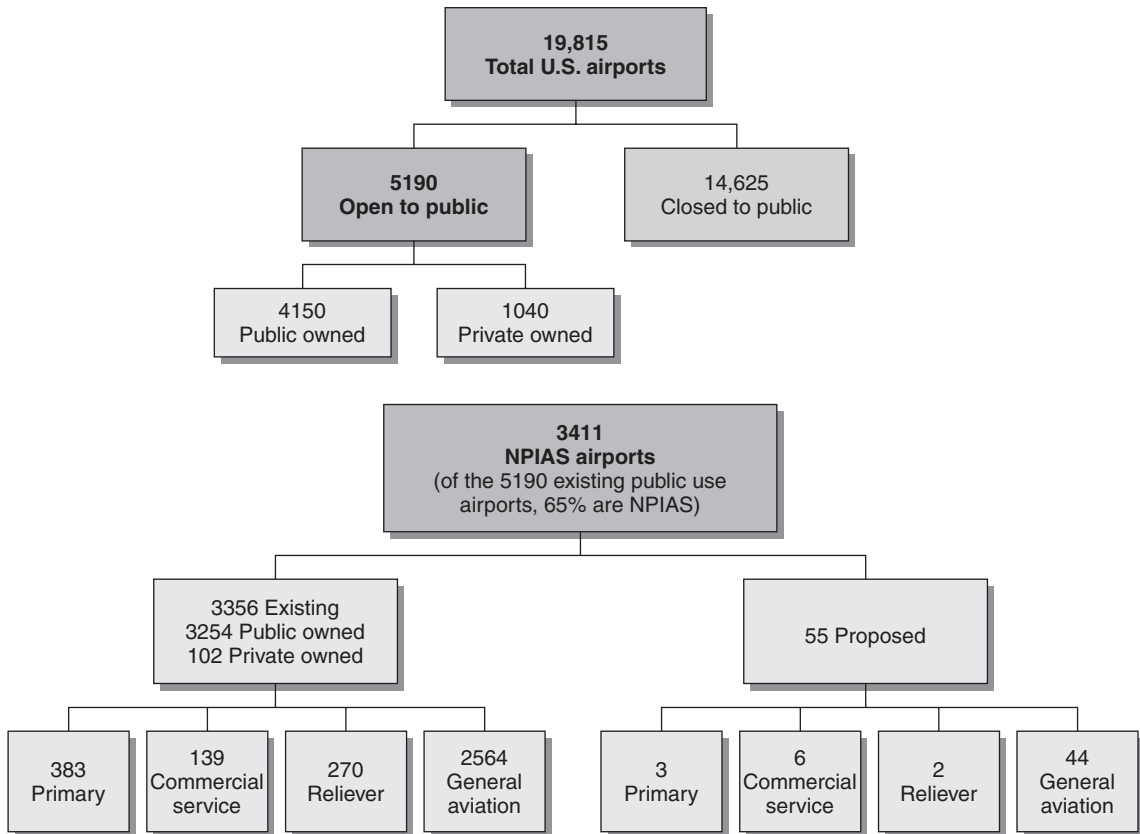 19,815
Total U.S. airports
5190
Open to public
14,625
Closed to public
4150
Public owned
1040
Private owned
3411
NPIAS airports
(of the 5190 existing public use
airports, 65% are NPIAS)
3356 Existing
3254 Public owned
102 Private owned
55 Proposed
383
Primary
139
Commercial
service
270
Reliever
2564
General
aviation
3
Primary
6
Commercial
service
2
Reliever
44
General
aviation